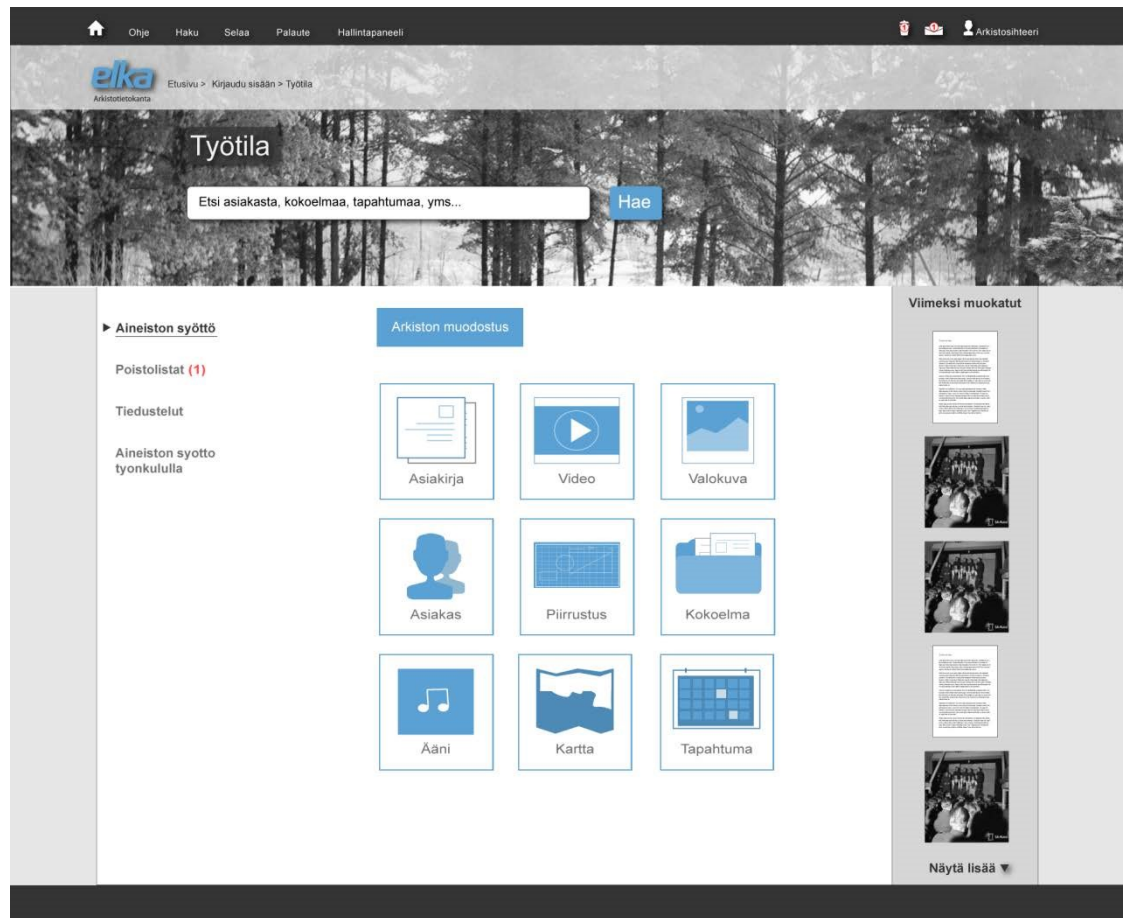 Ohje Haku Selaa Palaute Hallintapaneeli 1 1 Arkistosihteeri
elka
Arkistotietokanta
Etusivu > Kirjaudu sisään > Työtila
Työtila
Etsi asiakasta, kokoelmaa, tapahtumaa, yms... Hae
Aineiston syöttö
Poistolistat (1)
Tiedustelut
Aineiston syotto
tyonkululla
Arkiston muodostus
Asiakirja Video Valokuva
Asiakas Piirrustus Kokoelma
Ääni Kartta Tapahtuma
Viimeksi muokatut
Näytä lisää